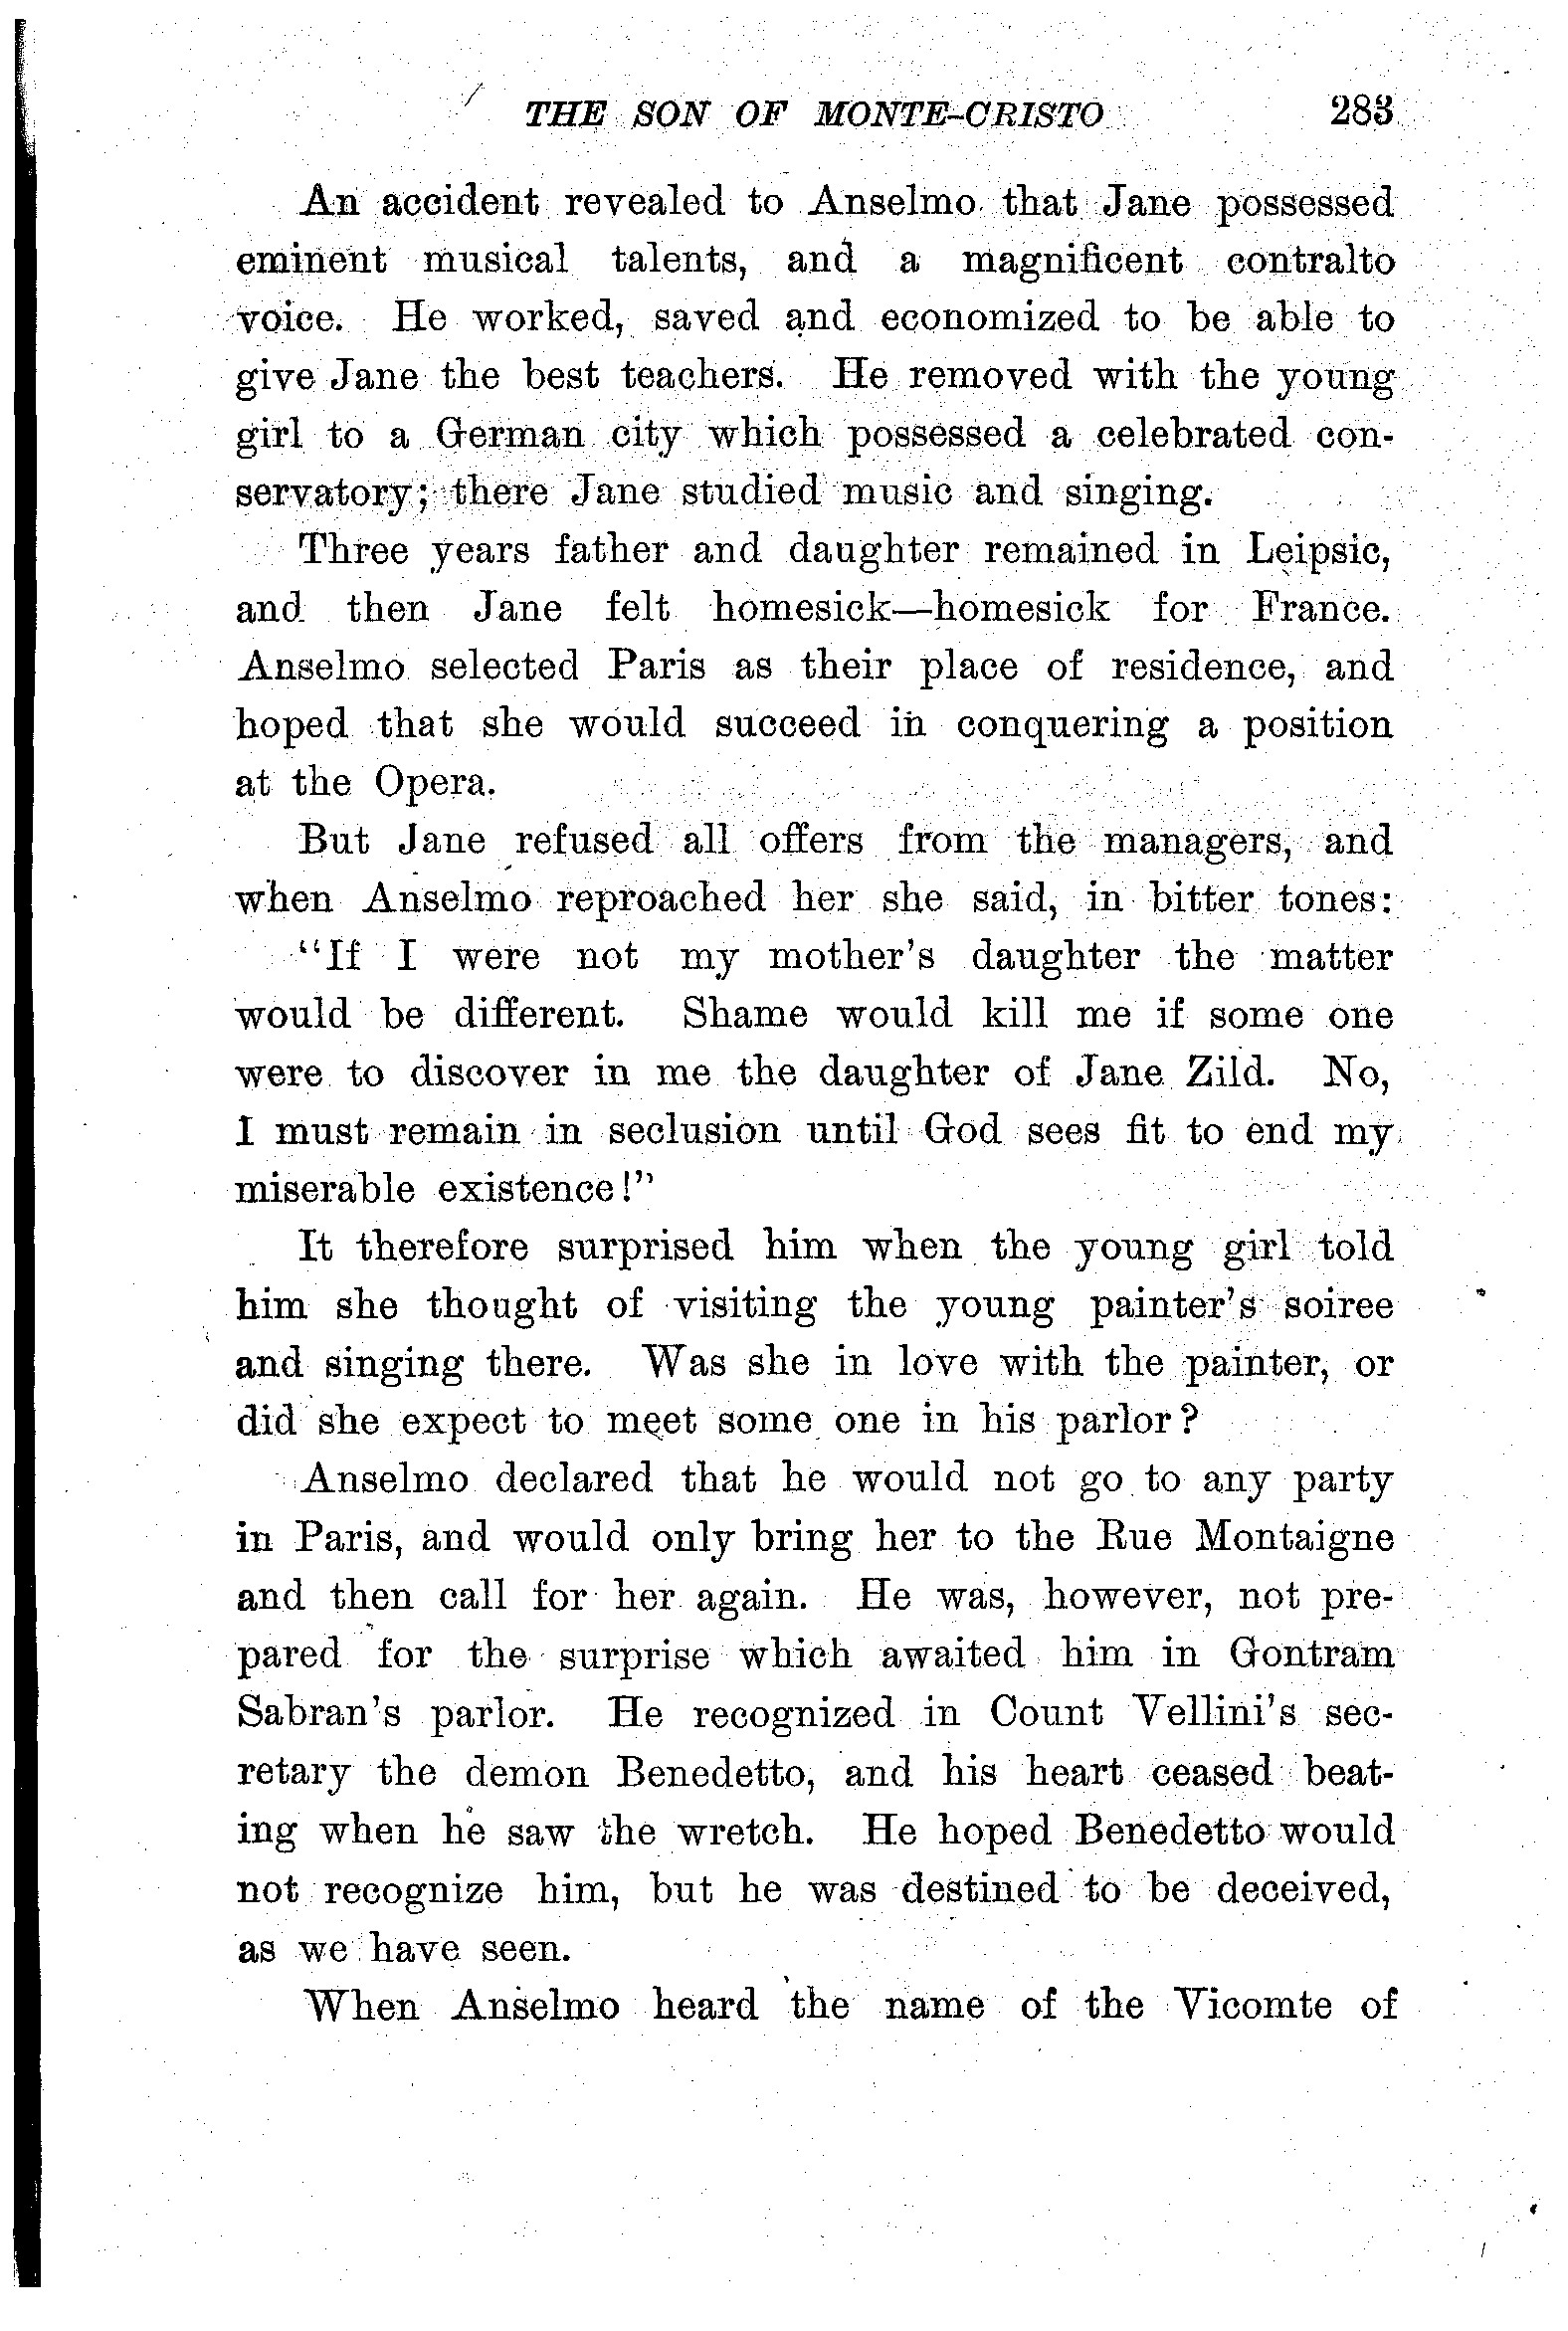 THE SON OF MONTE-CRISTO 283
An accident revealed to Anselmo that Jane possessed
eminent musical talents, and a magnificent contralto
voice. He worked, saved and economized to be able to
give Jane the best teachers. He removed with the young
girl to a German city which possessed a celebrated con-
servatory; there Jane studied music and singing.
Three years father and daughter remained in Leipsic,
and then Jane felt homesick—homesick for France.
Anselmo selected Paris as their place of residence, and
hoped that she would succeed in conquering a position
at the Opera.
But Jane refused all offers from the managers, and
when Anselmo reproached her she said, in bitter tones:
"If I were not my mother's daughter the matter
would be different. Shame would kill me if some one
were to discover in me the daughter of Jane Zild. No,
I must remain in seclusion until God sees fit to end my
miserable existence!"
It therefore surprised him when the young girl told
him she thought of visiting the young painter's soiree
and singing there. Was she in love with the painter, or
did she expect to meet some one in his parlor?
Anselmo declared that he would not go to any party
in Paris, and would only bring her to the Rue Montaigne
and then call for her again. He was, however, not pre-
pared for the surprise which awaited him in Gontram
Sabran's parlor. He recognized in Count Vellini's sec-
retary the demon Benedetto, and his heart ceased beat-
ing when he saw the wretch. He hoped Benedetto would
not recognize him, but he was destined to be deceived,
as we have seen.
When Anselmo heard the name of the Vicomte of